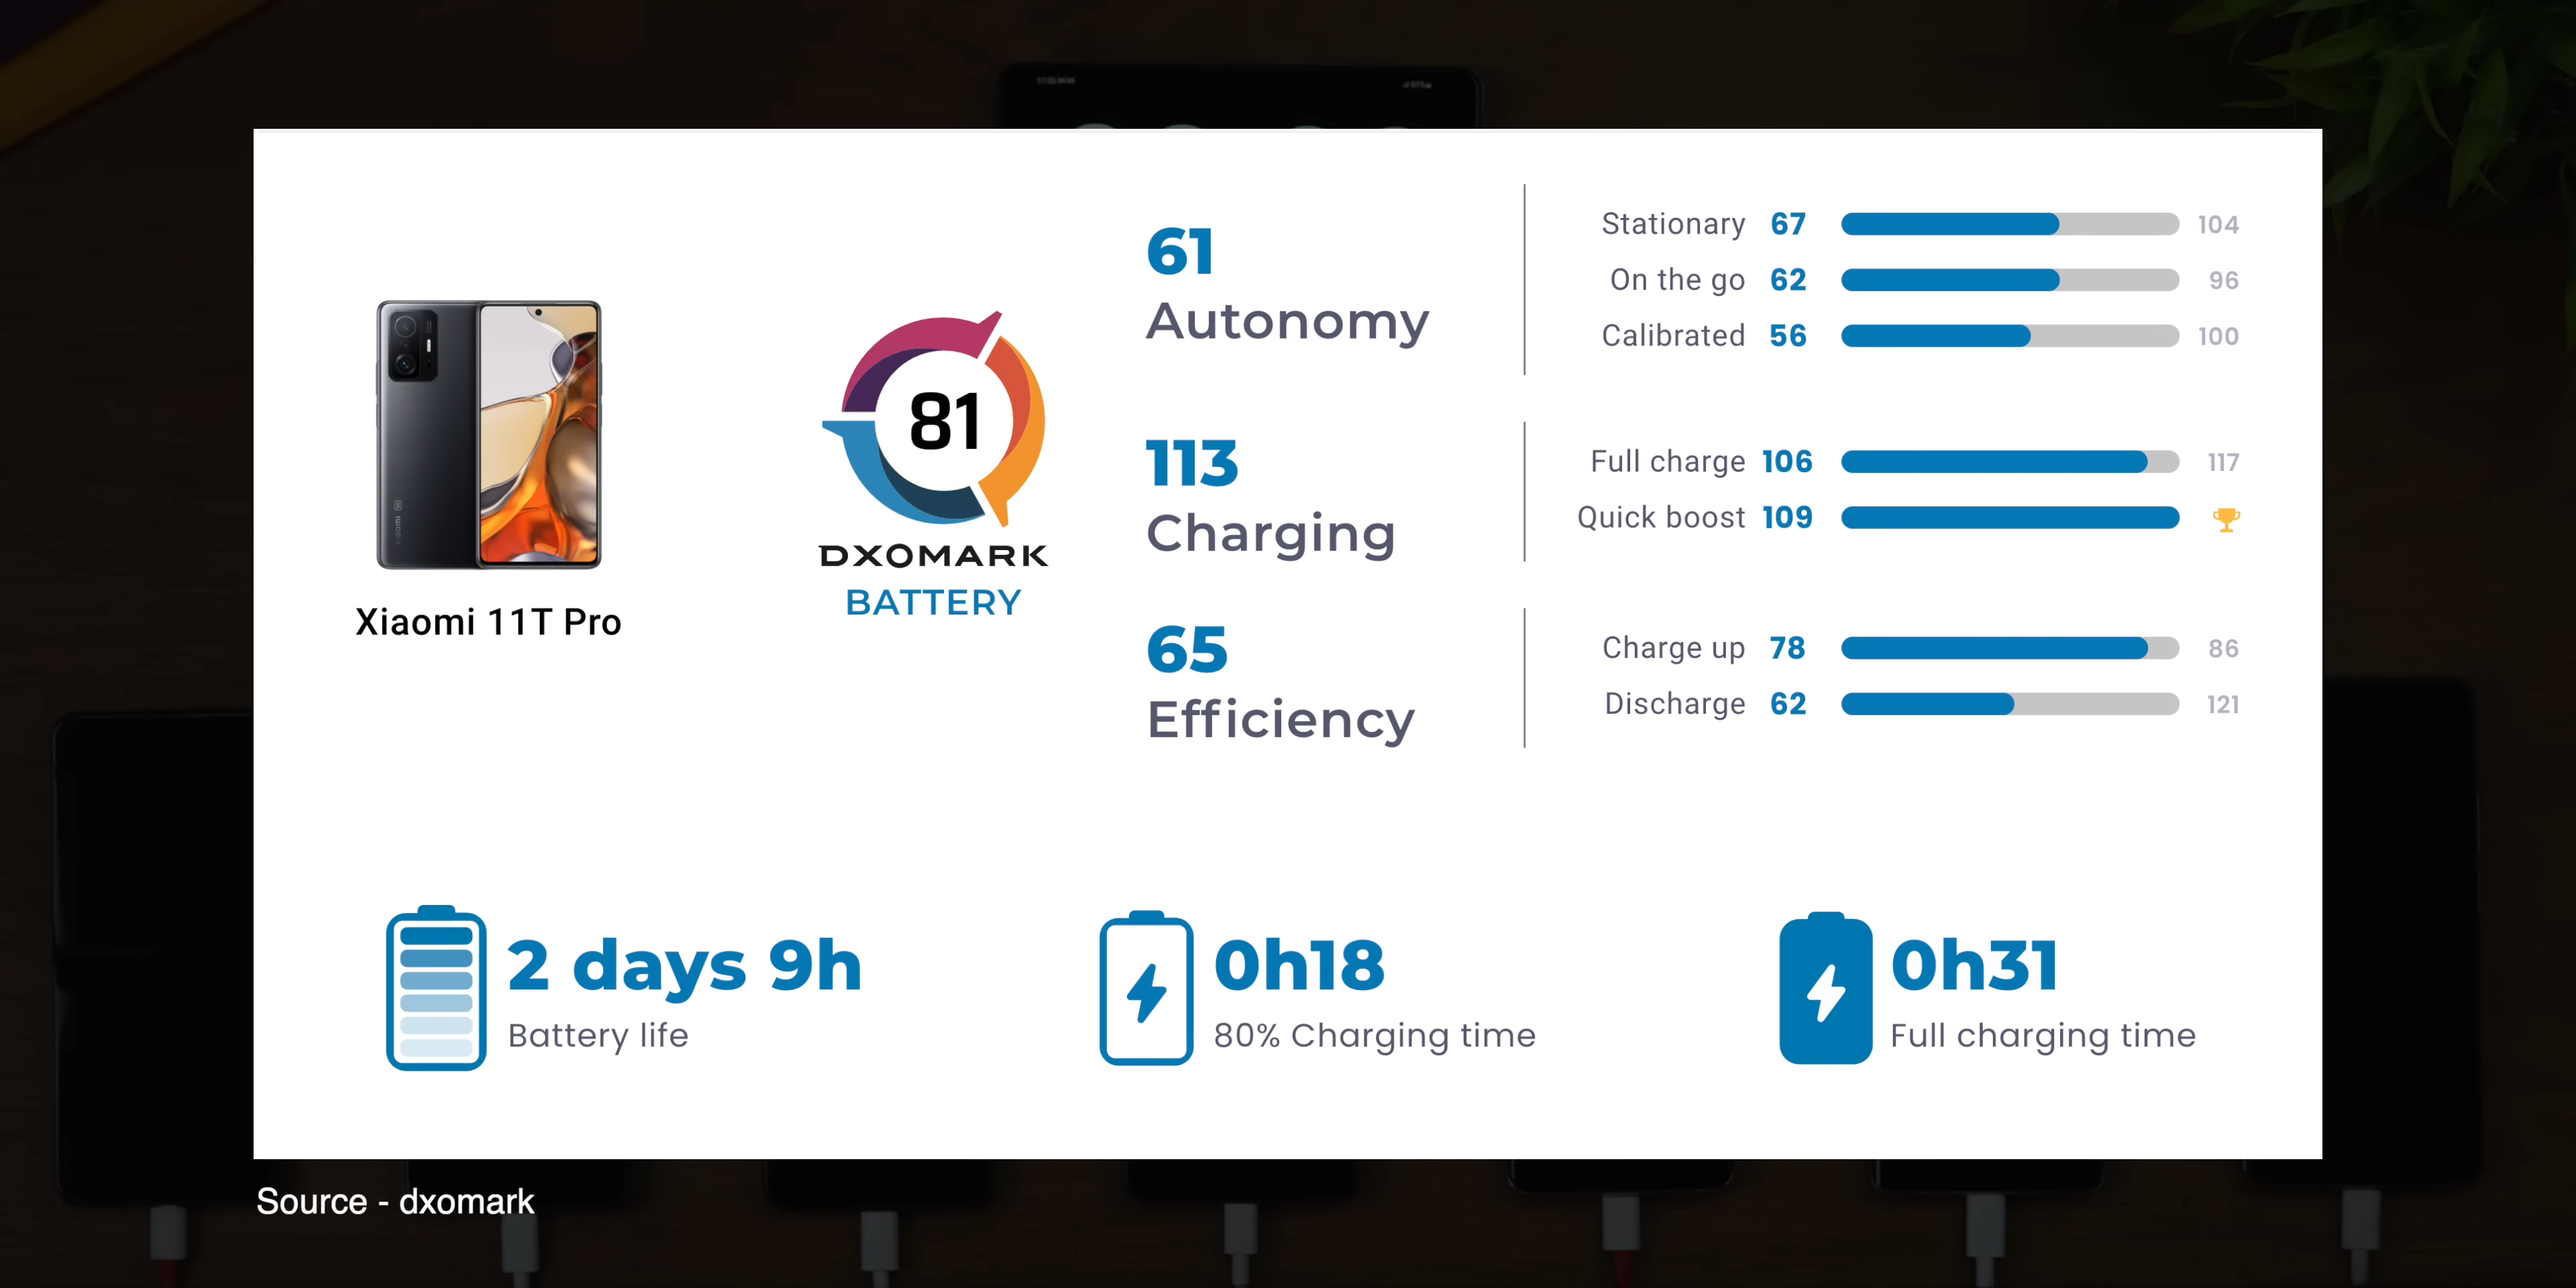 Xiaomi 11T Pro
81
DXOMARK
BATTERY
61
Autonomy
Stationary 67 104
On the go 62 96
Calibrated 56 100
113
Charging
Full charge 106 117
Quick boost 109
65
Efficiency
Charge up 78 86
Discharge 62 121
2 days 9h
Battery life
0h18
80% Charging time
0h31
Full charging time
Source - dxomark